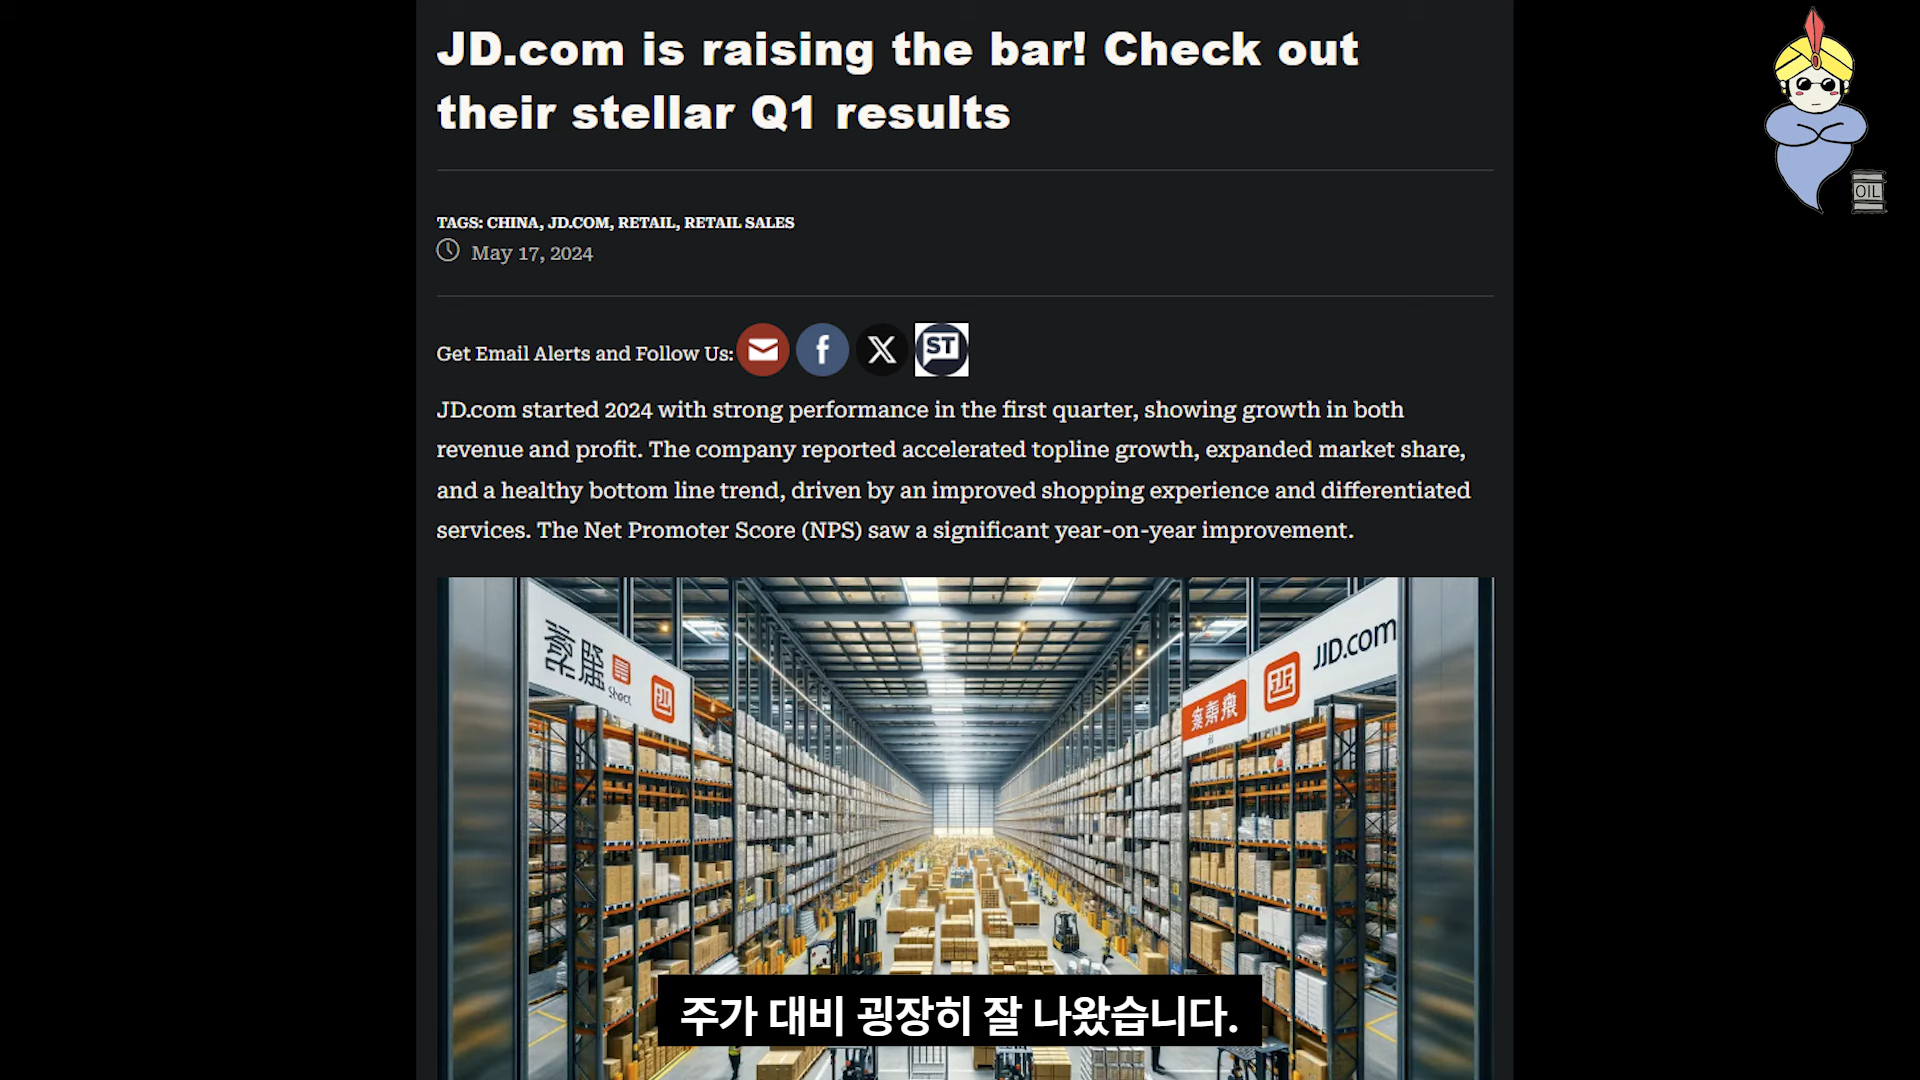 JD.com is raising the bar! Check out
their stellar Q1 results
TAGS: CHINA, JD.COM, RETAIL, RETAIL SALES
May 17, 2024
Get Email Alerts and Follow Us:
f
X
ST
JD.com started 2024 with strong performance in the first quarter, showing growth in both
revenue and profit. The company reported accelerated topline growth, expanded market share,
and a healthy bottom line trend, driven by an improved shopping experience and differentiated
services. The Net Promoter Score (NPS) saw a significant year-on-year improvement.
JJD.com
주가 대비 굉장히 잘 나왔습니다.
OIL